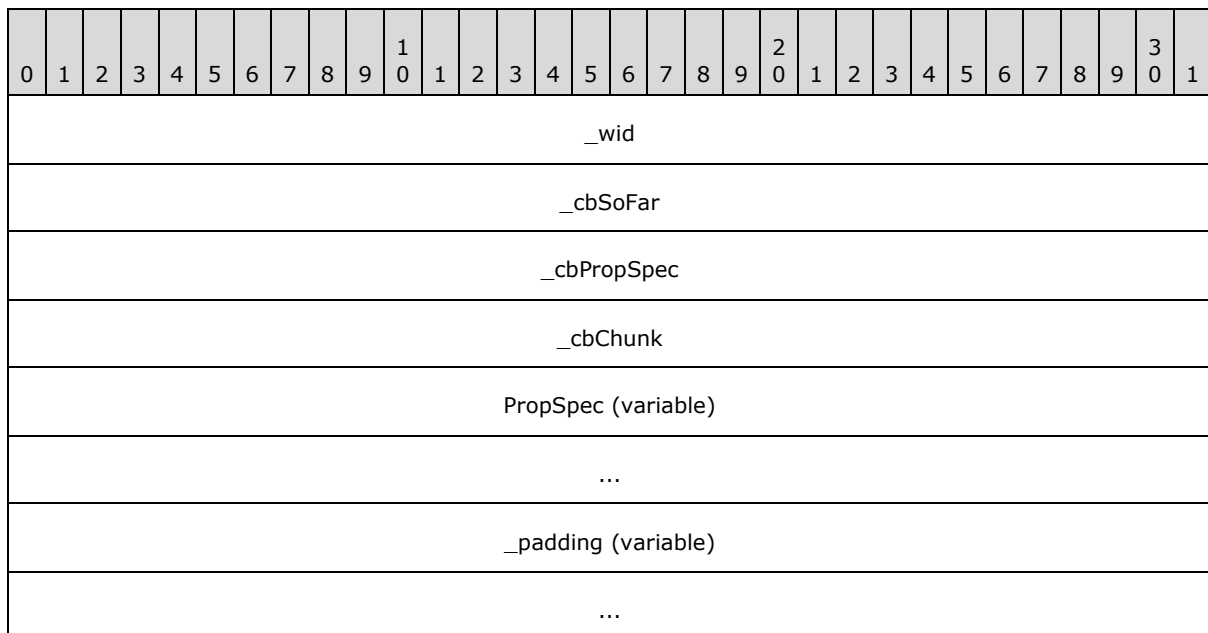 1 2 3
0 1 2 3 4 5 6 7 8 9 0 1 2 3 4 5 6 7 8 9 0 1 2 3 4 5 6 7 8 9 0 1
_wid
_cbSoFar
_cbPropSpec
_cbChunk
PropSpec (variable)
...
_padding (variable)
...